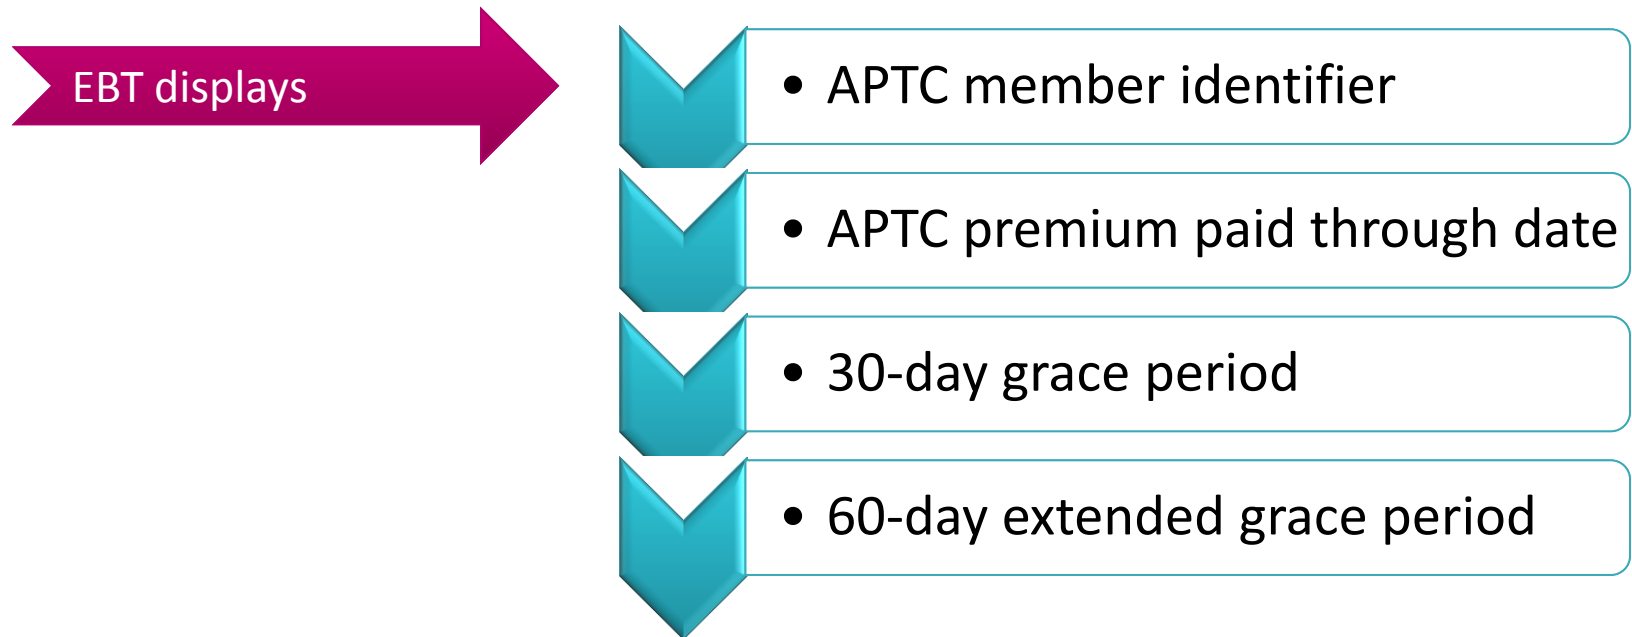 EBT displays
• APTC member identifier
• APTC premium paid through date
• 30-day grace period
• 60-day extended grace period